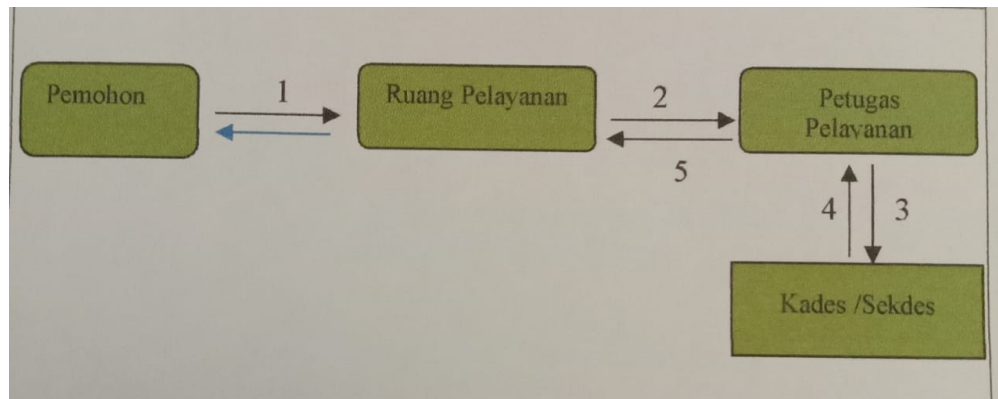 Pemohon
1
Ruang Pelayanan
2
Petugas
Pelayanan
5
4
3
Kades /Sekdes